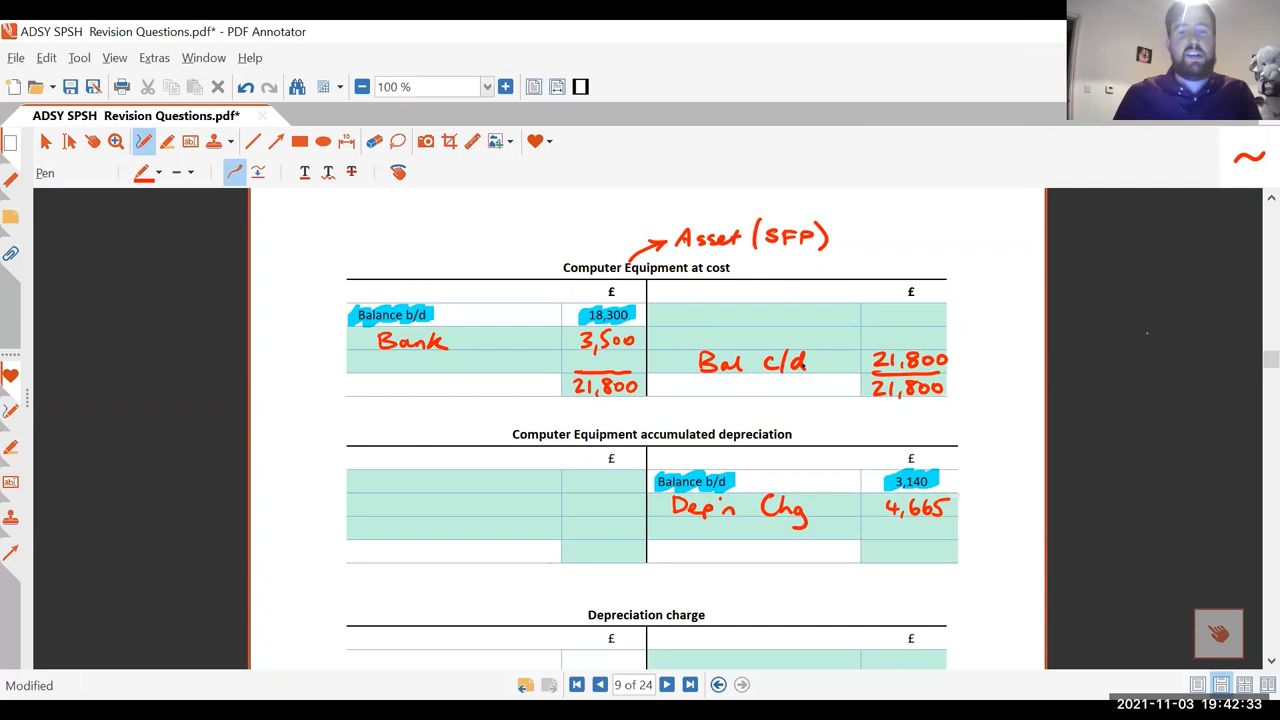 ADSY SPSH Revision Questions.pdf* - PDF Annotator
File Edit Tool View Extras Window Help
100 %
ADSY SPSH Revision Questions.pdf*
Pen
Asset (SFP)
Computer Equipment at cost
£ £
Balance b/d 18,300
Bank 3,500
Bal c/d 21,800
21,800 21,800
Computer Equipment accumulated depreciation
£ £
Balance b/d 3,140
Dep'n Chg 4,665
Depreciation charge
£ £
Modified 9 of 24
2021-11-03 19:42:33